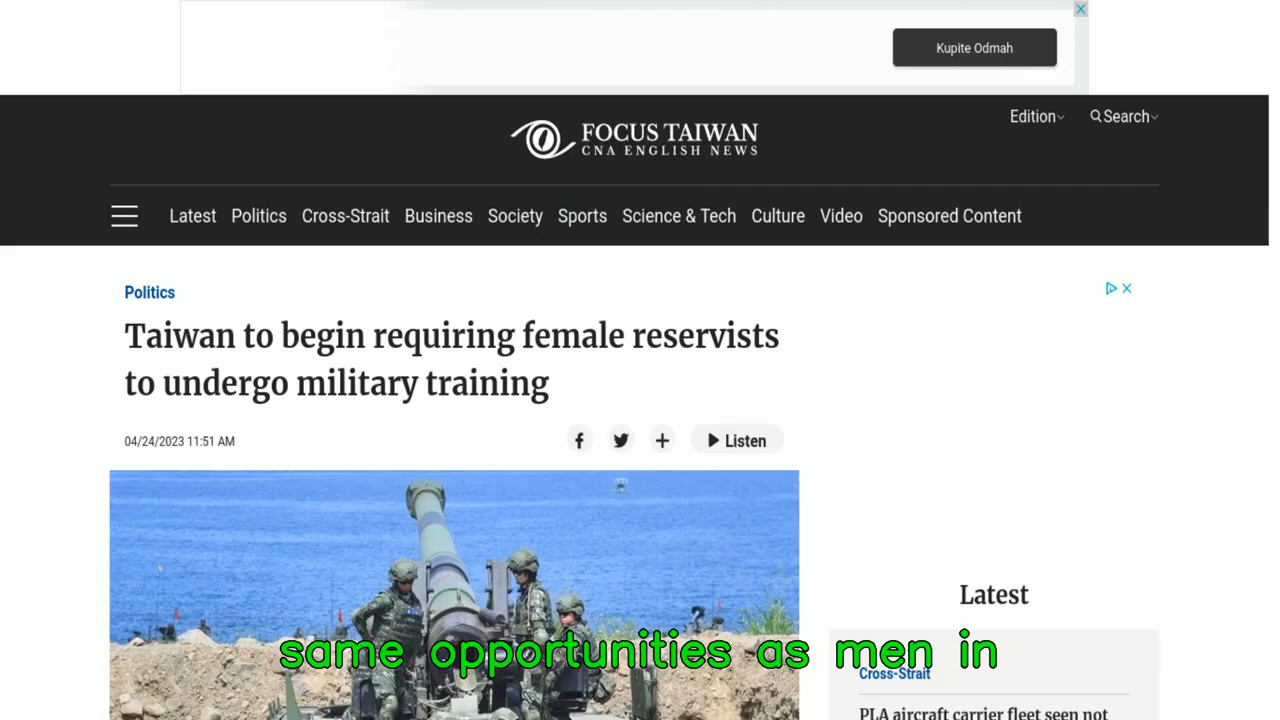 Kupite Odmah
Edition
Search
FOCUS TAIWAN
CNA ENGLISH NEWS
Latest Politics Cross-Strait Business Society Sports Science & Tech Culture Video Sponsored Content
Politics
Taiwan to begin requiring female reservists
to undergo military training
04/24/2023 11:51 AM
Listen
Latest
same opportunities as men in
Cross-Strait
PLA aircraft carrier fleet seen not